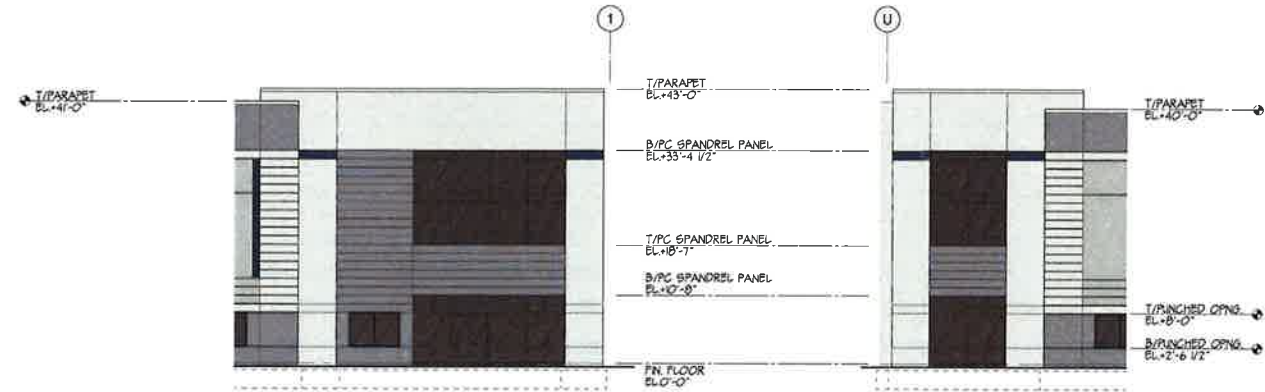 1
U
T/PARAPET
EL.+41'-0"
T/PARAPET
EL.+43'-0"
T/PARAPET
EL.+40'-0"
B/PC SPANDREL PANEL
EL.+33'-4 1/2"
T/PC SPANDREL PANEL
EL.+18'-7"
B/PC SPANDREL PANEL
EL.+10'-8"
T/PUNCHED OPNG.
EL.+8'-0"
B/PUNCHED OPNG.
EL.+2'-6 1/2"
FIN. FLOOR
EL.0'-0"